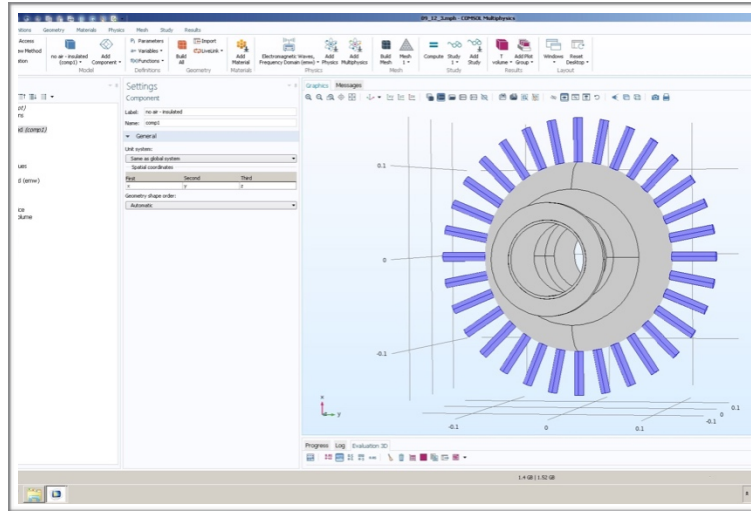 IH_12_3.mph - COMSOL Multiphysics
Geometry Materials Physics Mesh Study Results
Access
Method
no air - insulated
(comp1) ▾
Add
Component ▾
Model
Pi Parameters
a= Variables ▾
f(x) Functions ▾
Definitions
Build
All
Import
LiveLink ▾
Geometry
Add
Material
Materials
Electromagnetic Waves,
Frequency Domain (emw) ▾
Add
Physics
Add
Multiphysics
Physics
Build
Mesh
Mesh
1 ▾
Mesh
Compute
Study
1 ▾
Add
Study
Study
volume ▾
Add Plot
Group ▾
Results
Windows
Reset
Desktop ▾
Layout
(comp1)
(emw)
Settings
Component
Label: no air - insulated
Name: comp1
General
Unit system:
Same as global system
Spatial coordinates
First Second Third
x y z
Geometry shape order:
Automatic
Graphics Messages
0.1
0
-0.1
x
y
-0.1
0
0.1
0.1
0
-0.1
Progress Log Evaluation 3D
1.4 GB | 1.52 GB